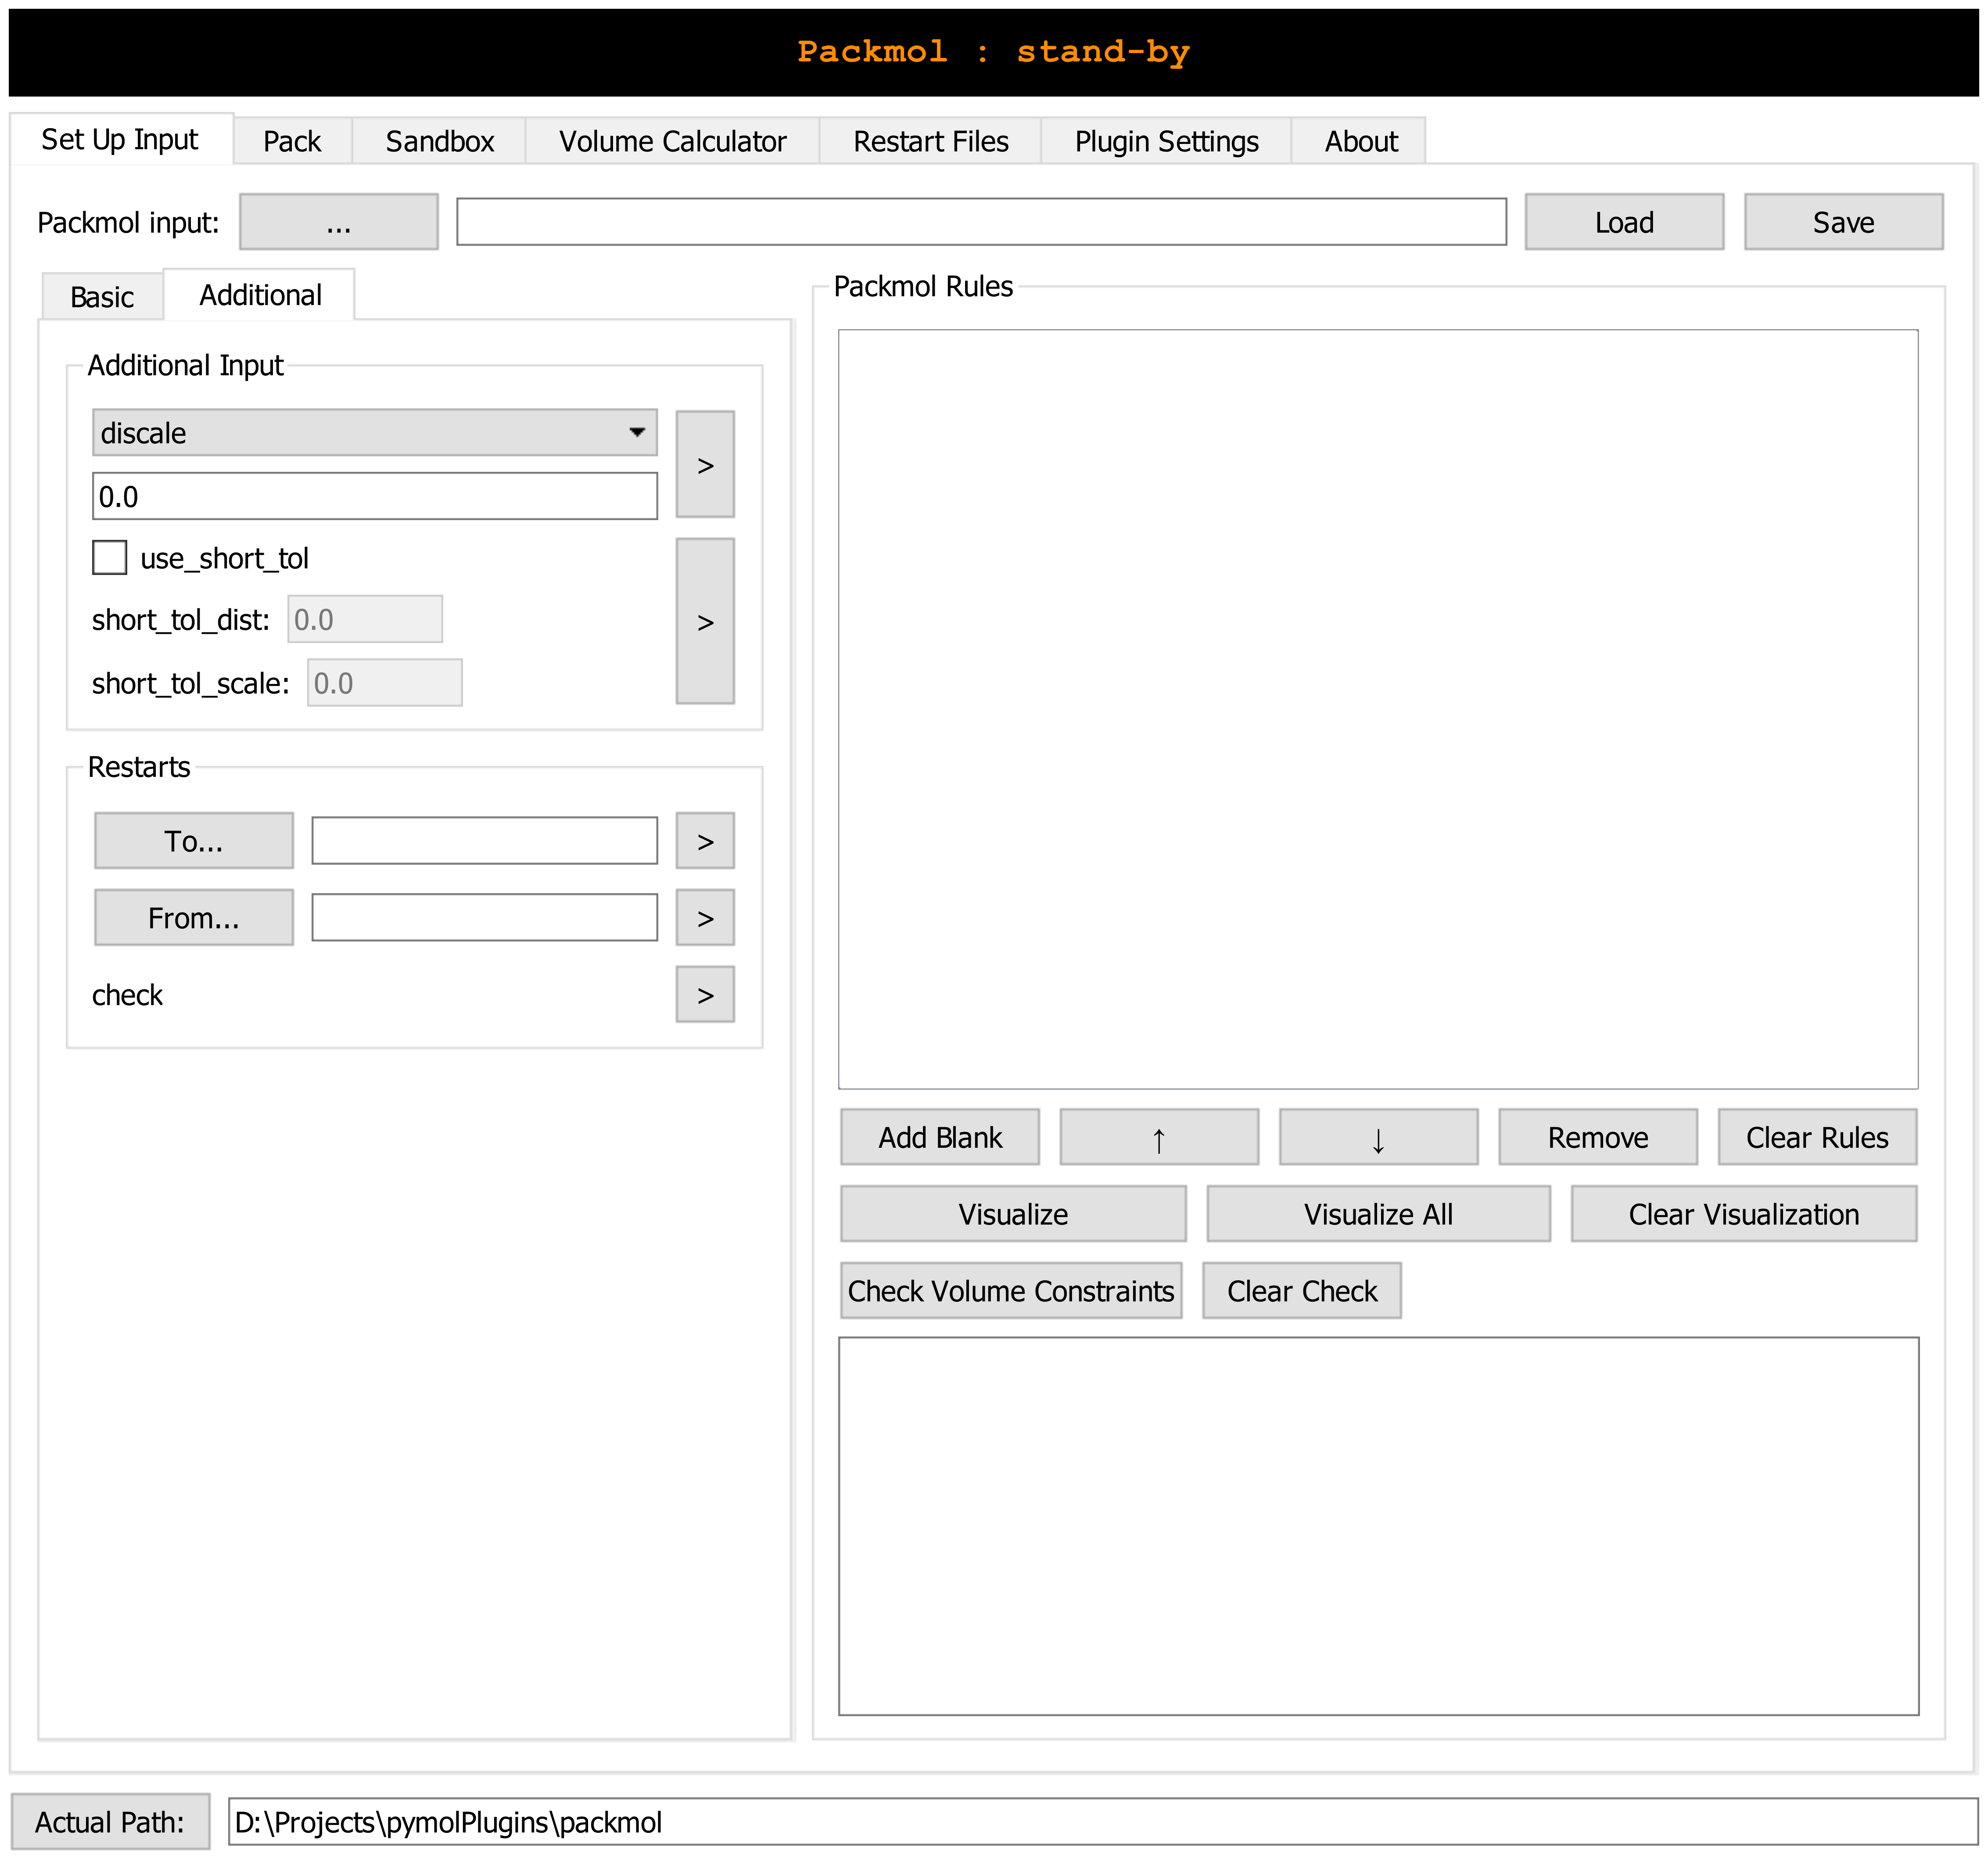 Packmol : stand-by
Set Up Input Pack Sandbox Volume Calculator Restart Files Plugin Settings About
Packmol input: ... Load Save
Basic Additional
Additional Input
discale
>
0.0
use_short_tol
short_tol_dist: 0.0
>
short_tol_scale: 0.0
Restarts
To... >
From... >
check >
Packmol Rules
Add Blank ↑ ↓ Remove Clear Rules
Visualize Visualize All Clear Visualization
Check Volume Constraints Clear Check
Actual Path: D:\Projects\pymolPlugins\packmol